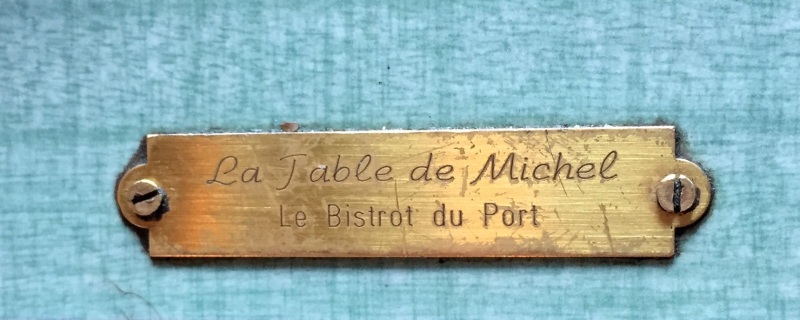 La Table de Michel
Le Bistrot du Port